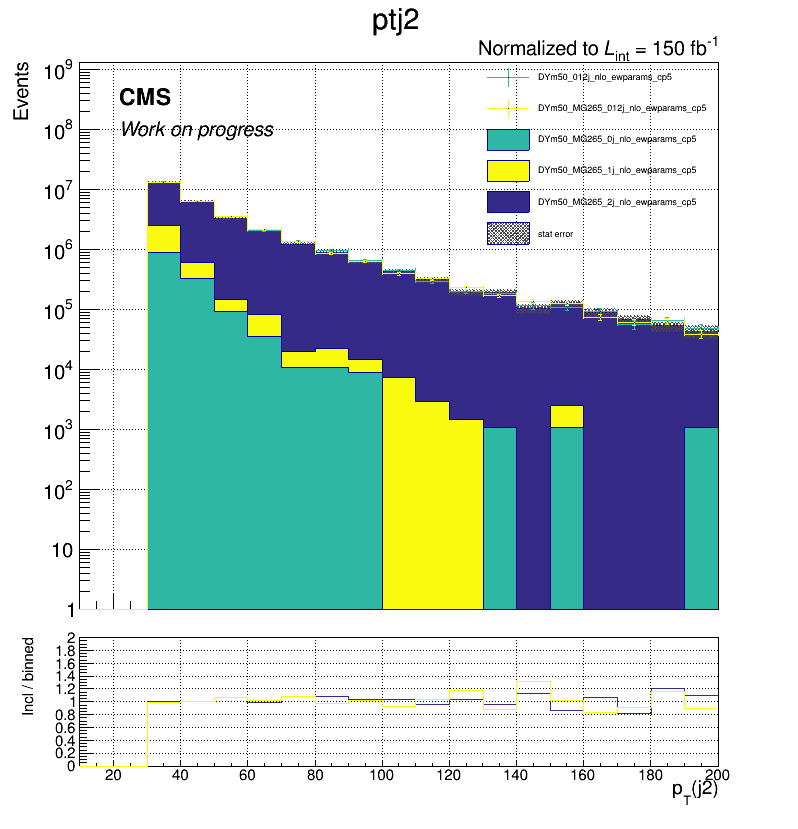 ptj2
Normalized to L_int = 150 fb^-1
Events
CMS
Work on progress
DYm50_012j_nlo_ewparams_cp5
DYm50_MG265_012j_nlo_ewparams_cp5
DYm50_MG265_0j_nlo_ewparams_cp5
DYm50_MG265_1j_nlo_ewparams_cp5
DYm50_MG265_2j_nlo_ewparams_cp5
stat error
10^9
10^8
10^7
10^6
10^5
10^4
10^3
10^2
10
1
Incl / binned
2
1.8
1.6
1.4
1.2
1
0.8
0.6
0.4
0.2
0
20 40 60 80 100 120 140 160 180 200
p_T(j2)